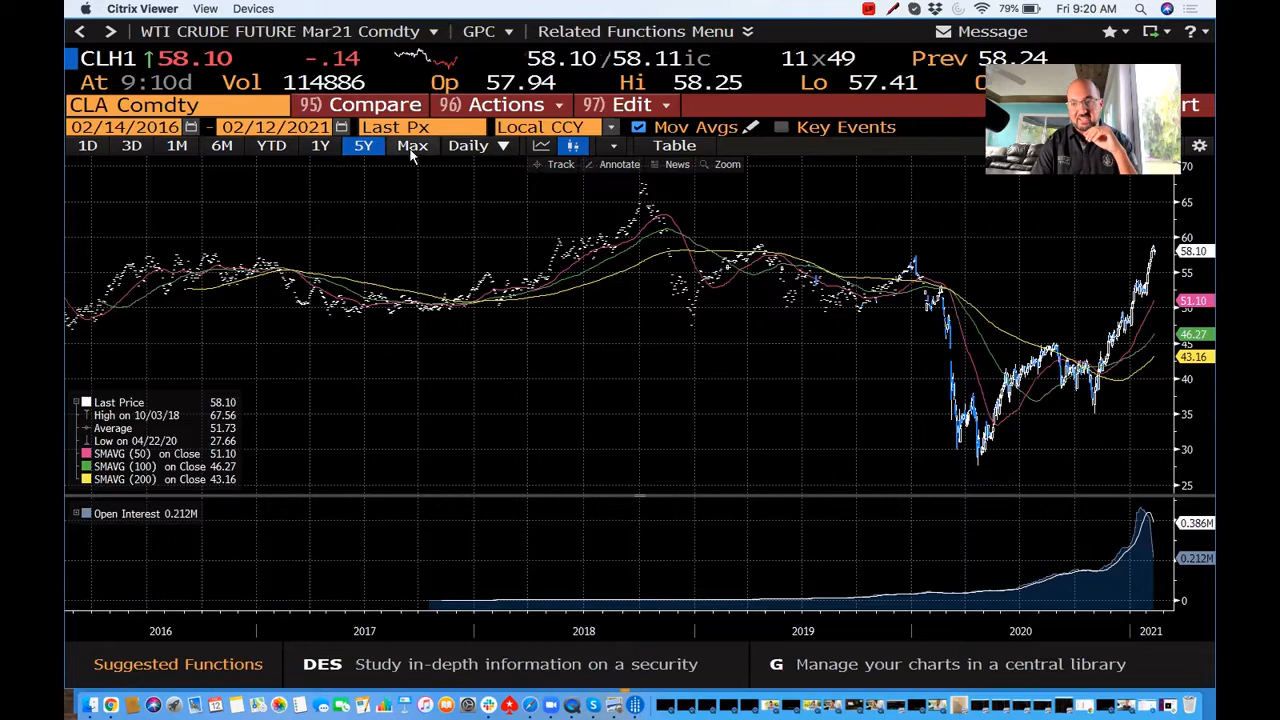 Citrix Viewer View Devices 79% Fri 9:20 AM
WTI CRUDE FUTURE Mar21 Comdty GPC Related Functions Menu Message ?
CLH1 ↑58.10 -.14 58.10/58.11ic 11x49 Prev 58.24
At 9:10d Vol 114886 Op 57.94 Hi 58.25 Lo 57.41
CLA Comdty 95) Compare 96) Actions 97) Edit
02/14/2016 - 02/12/2021 Last Px Local CCY Mov Avgs Key Events
1D 3D 1M 6M YTD 1Y 5Y Max Daily ▼ Table
Track Annotate News Zoom
70
65
60
58.10
55
51.10
50
46.27
45
43.16
40
35
30
25
Last Price 58.10
High on 10/03/18 67.56
Average 51.73
Low on 04/22/20 27.66
SMAVG (50) on Close 51.10
SMAVG (100) on Close 46.27
SMAVG (200) on Close 43.16
Open Interest 0.212M
0.386M
0.212M
0
2016 2017 2018 2019 2020 2021
Suggested Functions DES Study in-depth information on a security G Manage your charts in a central library